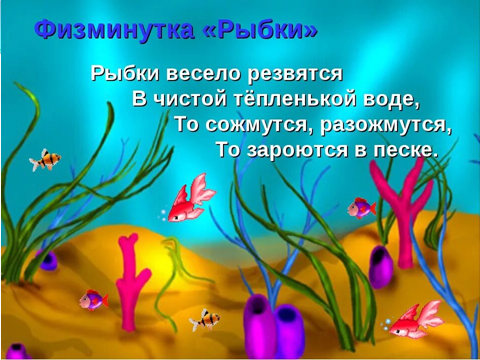 Физминутка «Рыбки»
Рыбки весело резвятся
В чистой тёпленькой воде,
То сожмутся, разожмутся,
То зароются в песке.